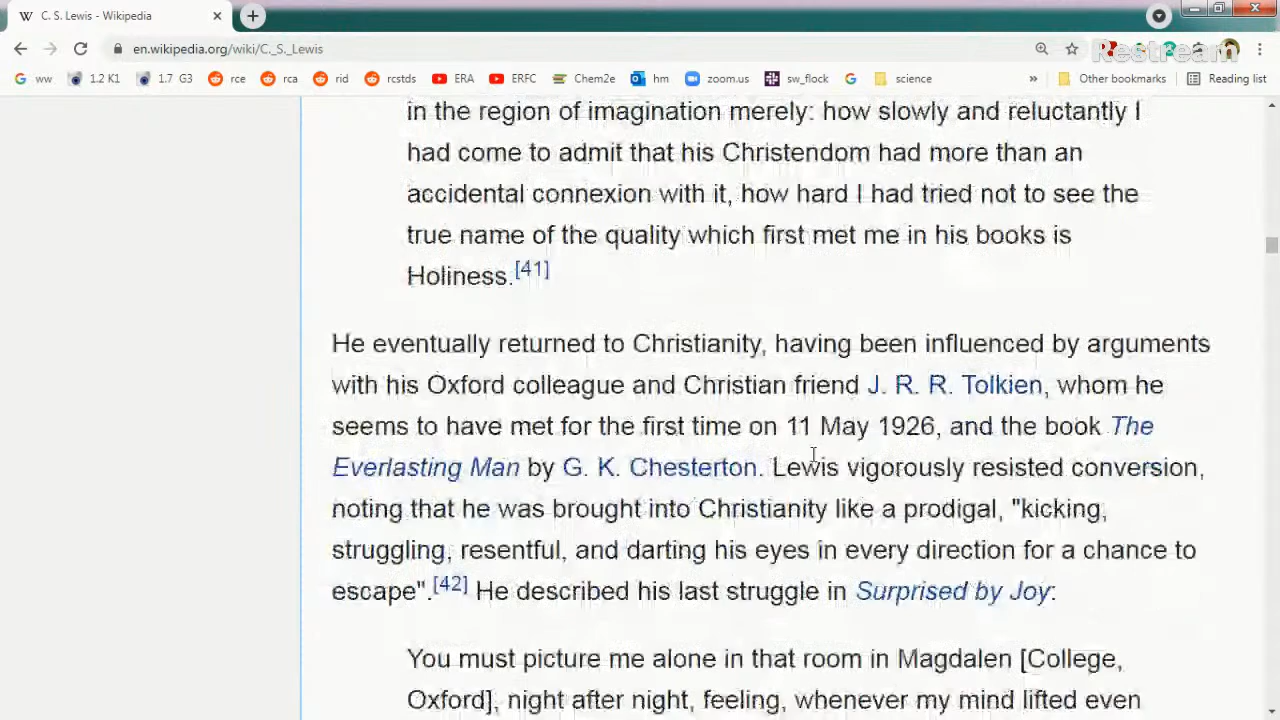 C. S. Lewis - Wikipedia
en.wikipedia.org/wiki/C._S._Lewis
Restream
ww 1.2 K1 1.7 G3 rce rca rid rcstds ERA ERFC Chem2e hm zoom.us sw_flock science » Other bookmarks Reading list
in the region of imagination merely: how slowly and reluctantly I
had come to admit that his Christendom had more than an
accidental connexion with it, how hard I had tried not to see the
true name of the quality which first met me in his books is
Holiness.[41]
He eventually returned to Christianity, having been influenced by arguments
with his Oxford colleague and Christian friend J. R. R. Tolkien, whom he
seems to have met for the first time on 11 May 1926, and the book The
Everlasting Man by G. K. Chesterton. Lewis vigorously resisted conversion,
noting that he was brought into Christianity like a prodigal, "kicking,
struggling, resentful, and darting his eyes in every direction for a chance to
escape".[42] He described his last struggle in Surprised by Joy:
You must picture me alone in that room in Magdalen [College,
Oxford], night after night, feeling, whenever my mind lifted even